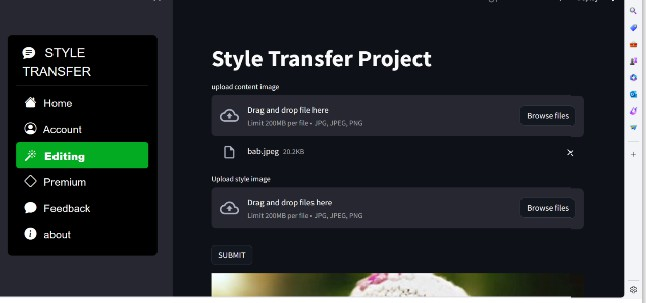 STYLE
TRANSFER
Home
Account
Editing
Premium
Feedback
about
Style Transfer Project
upload content image
Drag and drop file here
Limit 200MB per file • JPG, JPEG, PNG
Browse files
bab.jpeg 20.2KB
Upload style image
Drag and drop files here
Limit 200MB per file • JPG, JPEG, PNG
Browse files
SUBMIT